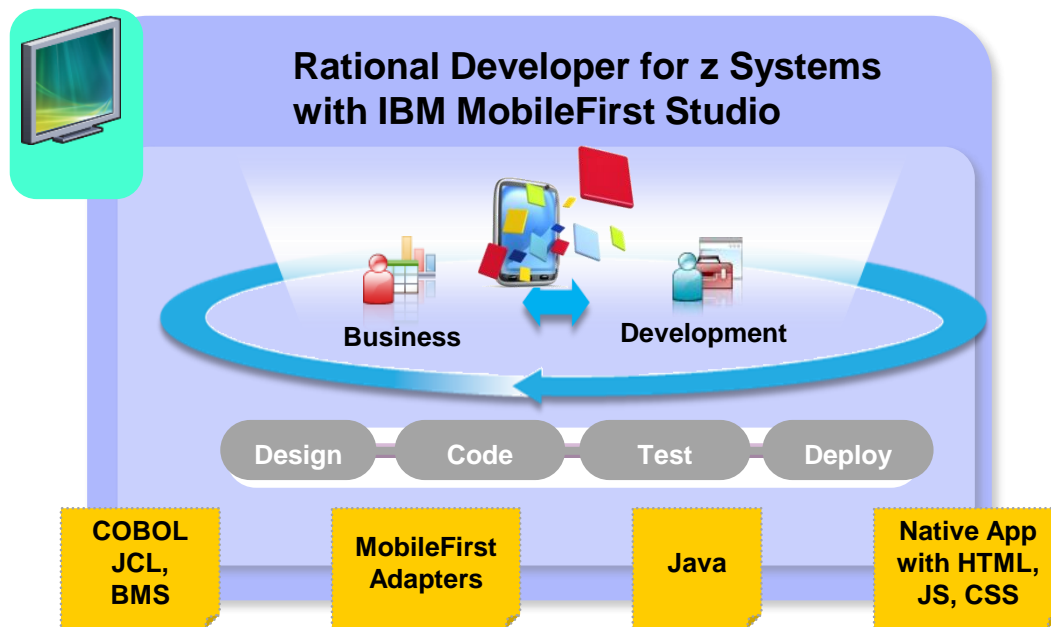 Rational Developer for z Systems
with IBM MobileFirst Studio
Business
Development
Design
Code
Test
Deploy
COBOL
JCL,
BMS
MobileFirst
Adapters
Java
Native App
with HTML,
JS, CSS